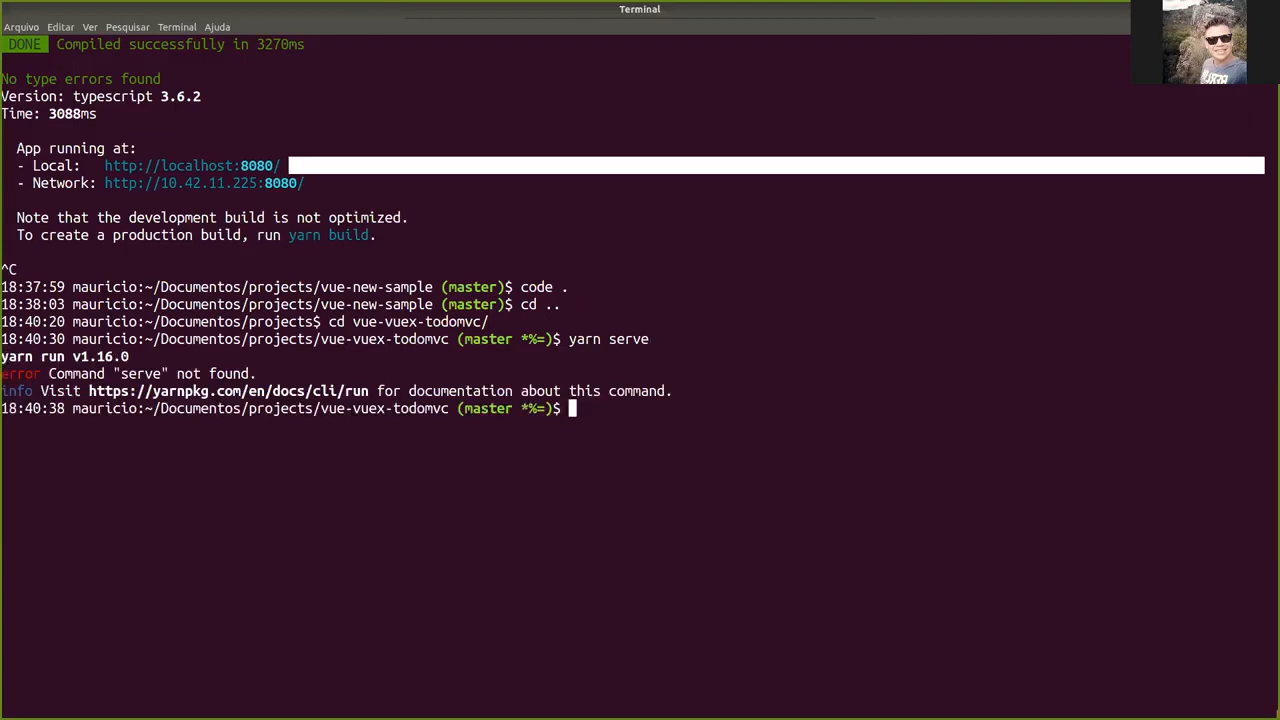 Terminal
Arquivo Editar Ver Pesquisar Terminal Ajuda
DONE Compiled successfully in 3270ms
No type errors found
Version: typescript 3.6.2
Time: 3088ms
App running at:
- Local: http://localhost:8080/
- Network: http://10.42.11.225:8080/
Note that the development build is not optimized.
To create a production build, run yarn build.
^C
18:37:59 mauricio:~/Documentos/projects/vue-new-sample (master)$ code .
18:38:03 mauricio:~/Documentos/projects/vue-new-sample (master)$ cd ..
18:40:20 mauricio:~/Documentos/projects$ cd vue-vuex-todomvc/
18:40:30 mauricio:~/Documentos/projects/vue-vuex-todomvc (master *%=)$ yarn serve
yarn run v1.16.0
error Command "serve" not found.
info Visit https://yarnpkg.com/en/docs/cli/run for documentation about this command.
18:40:38 mauricio:~/Documentos/projects/vue-vuex-todomvc (master *%=)$